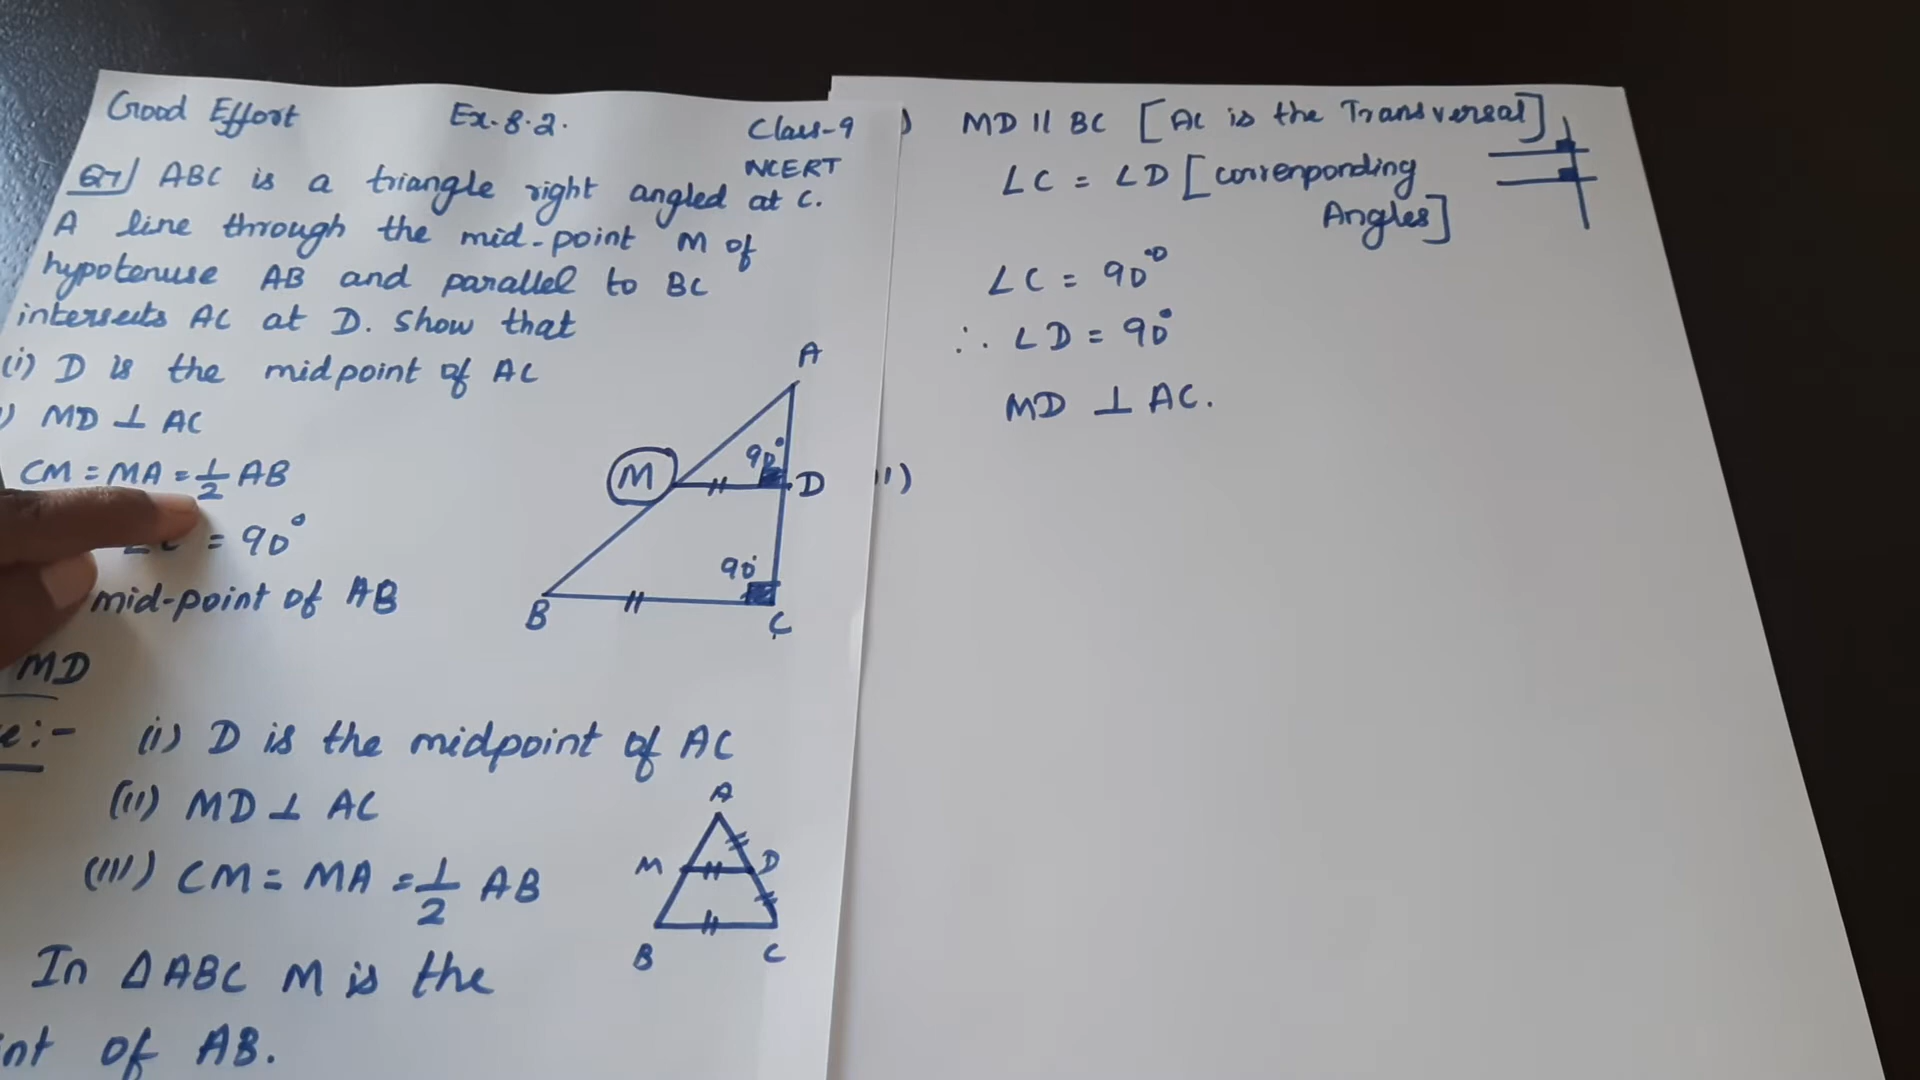 Good Effort Ex-8.2. Class-9
NCERT
Q7/ ABC is a triangle right angled at C.
A line through the mid-point M of
hypotenuse AB and parallel to BC
intersects AC at D. Show that
(i) D is the midpoint of AC
) MD ⊥ AC
CM = MA = 1/2 AB
= 90°
mid-point of AB
MD
e:-
(i) D is the midpoint of AC
(ii) MD ⊥ AC
(iii) CM = MA = 1/2 AB
In △ABC M is the
nt of AB.
A
90°
M
D
90°
B
C
A
M
D
B
C
) MD || BC [AC is the Transversal]
∠C = ∠D [correnponding
Angles]
∠C = 90°
∴ ∠D = 90°
MD ⊥ AC.
ii)